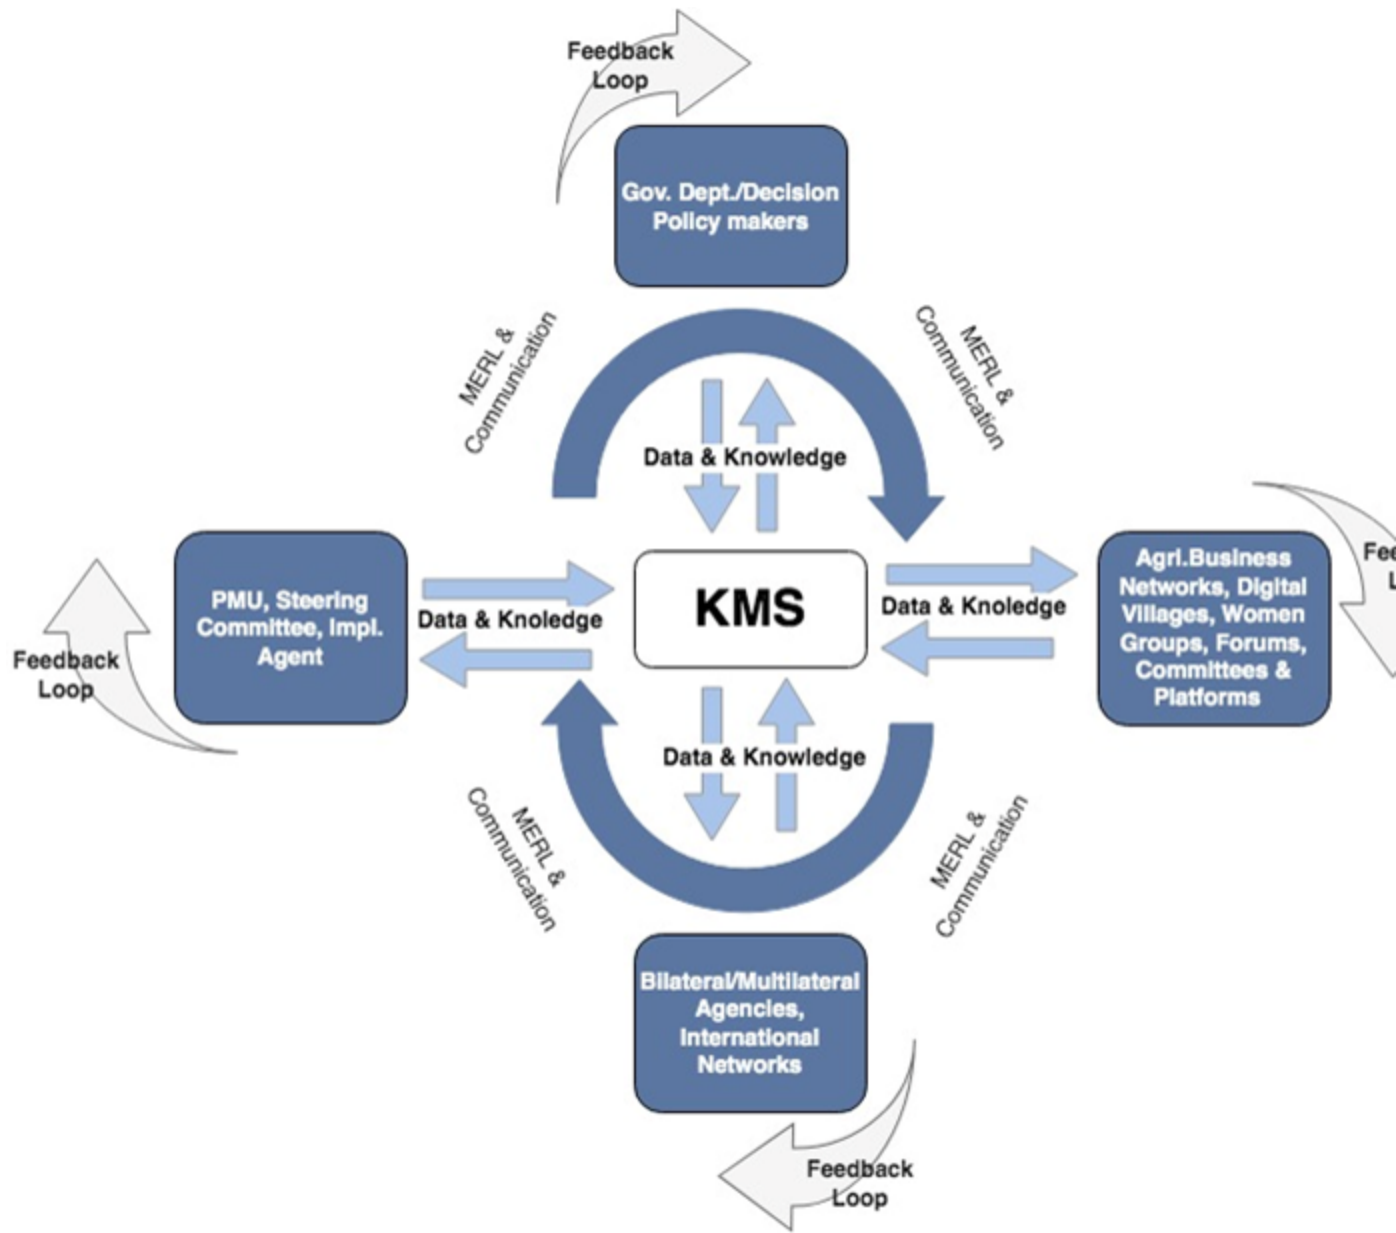 Feedback
Loop
Gov. Dept./Decision
Policy makers
MERL &
Communication
MERL &
Communication
Data & Knowledge
PMU, Steering
Committee, Impl.
Agent
Feedback
Loop
Data & Knoledge
KMS
Data & Knoledge
Agri.Business
Networks, Digital
Villages, Women
Groups, Forums,
Committees &
Platforms
Fee
L
Data & Knowledge
MERL &
Communication
MERL &
Communication
Bilateral/Multilateral
Agencies,
International
Networks
Feedback
Loop